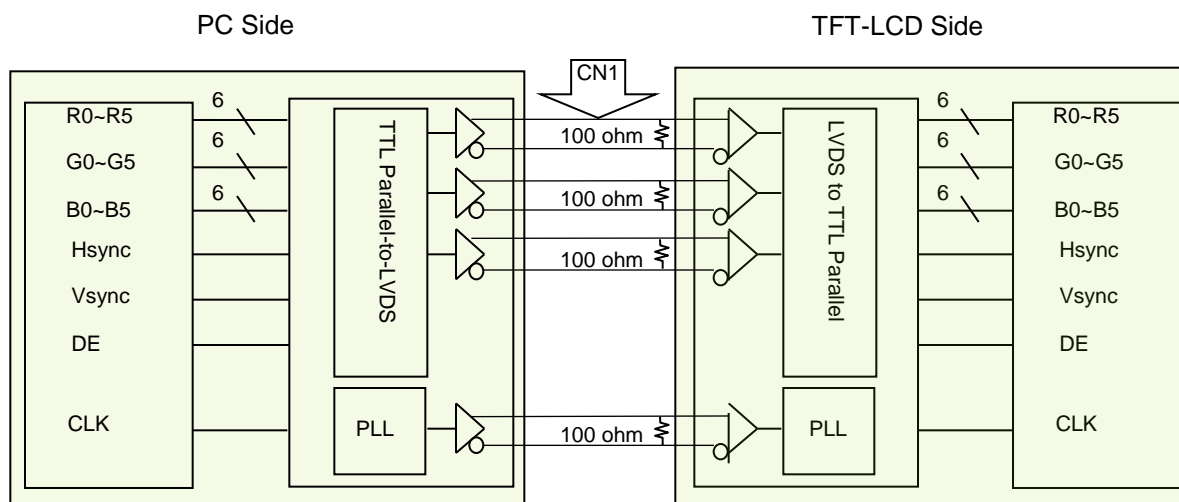 PC Side
TFT-LCD Side
CN1
R0~R5
6
G0~G5
6
B0~B5
6
Hsync
Vsync
DE
CLK
TTL Parallel-to-LVDS
PLL
100 ohm
100 ohm
100 ohm
100 ohm
LVDS to TTL Parallel
PLL
6
R0~R5
6
G0~G5
6
B0~B5
Hsync
Vsync
DE
CLK